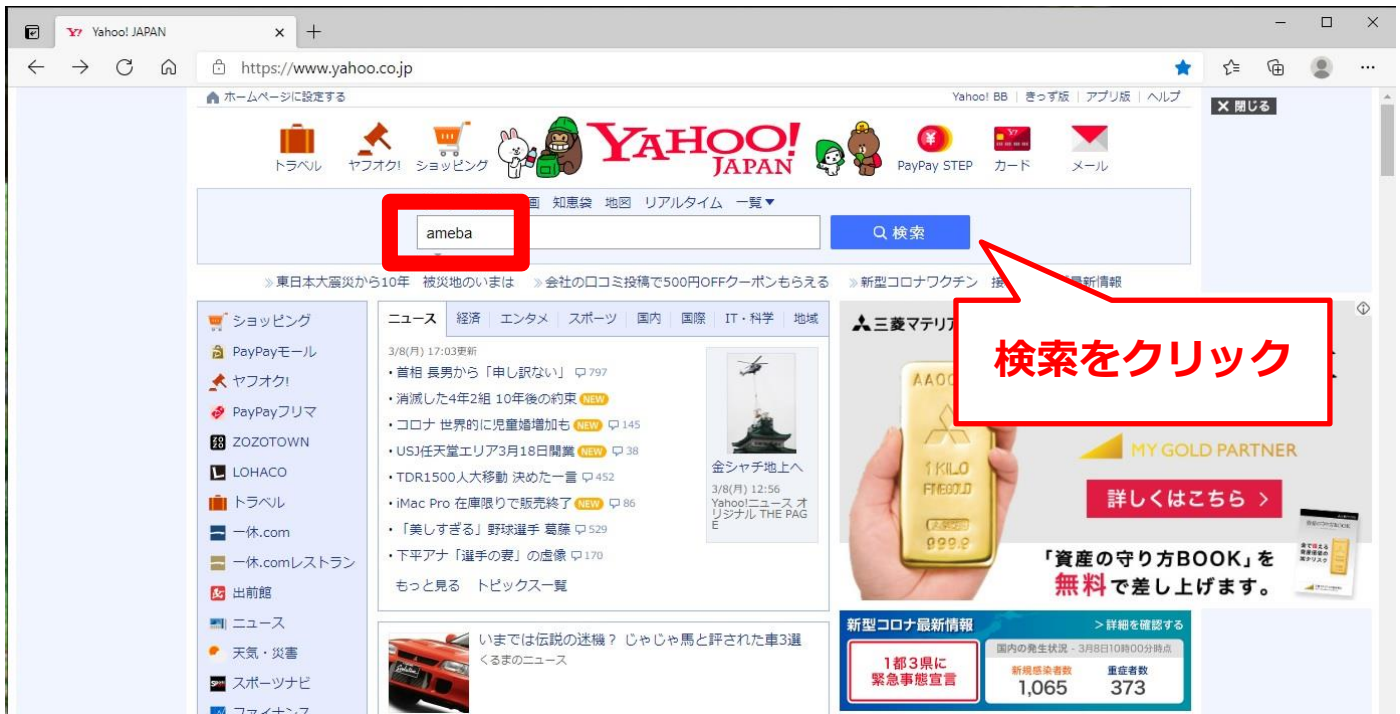 Yahoo! JAPAN
https://www.yahoo.co.jp
ホームページに設定する
Yahoo! BB | きっず版 | アプリ版 | ヘルプ
✕ 閉じる
トラベル ヤフオク! ショッピング YAHOO! JAPAN PayPay STEP カード メール
画 知恵袋 地図 リアルタイム 一覧▼
ameba
検索
»東日本大震災から10年 被災地のいまは »会社の口コミ投稿で500円OFFクーポンもらえる »新型コロナワクチン 接 最新情報
検索をクリック
ショッピング
PayPayモール
ヤフオク!
PayPayフリマ
ZOZOTOWN
LOHACO
トラベル
一休.com
一休.comレストラン
出前館
ニュース
天気・災害
スポーツナビ
ファイナンス
ニュース 経済 エンタメ スポーツ 国内 国際 IT・科学 地域
3/8(月) 17:03更新
・首相 長男から「申し訳ない」 797
・消滅した4年2組 10年後の約束 NEW
・コロナ 世界的に児童婚増加も NEW 145
・USJ任天堂エリア3月18日開業 NEW 38
・TDR1500人大移動 決めた一言 452
・iMac Pro 在庫限りで販売終了 NEW 86
・「美しすぎる」野球選手 葛藤 529
・下平アナ「選手の妻」の虚像 170
もっと見る トピックス一覧
金シャチ地上へ
3/8(月) 12:56
Yahoo!ニュース オ
リジナル THE PAG
E
いまでは伝説の迷機? じゃじゃ馬と評された車3選
くるまのニュース
三菱マテリア
1 KILO
FINEGOLD
999.9
MY GOLD PARTNER
詳しくはこちら >
「資産の守り方BOOK」を
無料で差し上げます。
新型コロナ最新情報
>詳細を確認する
1都3県に
緊急事態宣言
国内の発生状況 - 3月8日10時00分時点
新規感染者数 重症者数
1,065 373